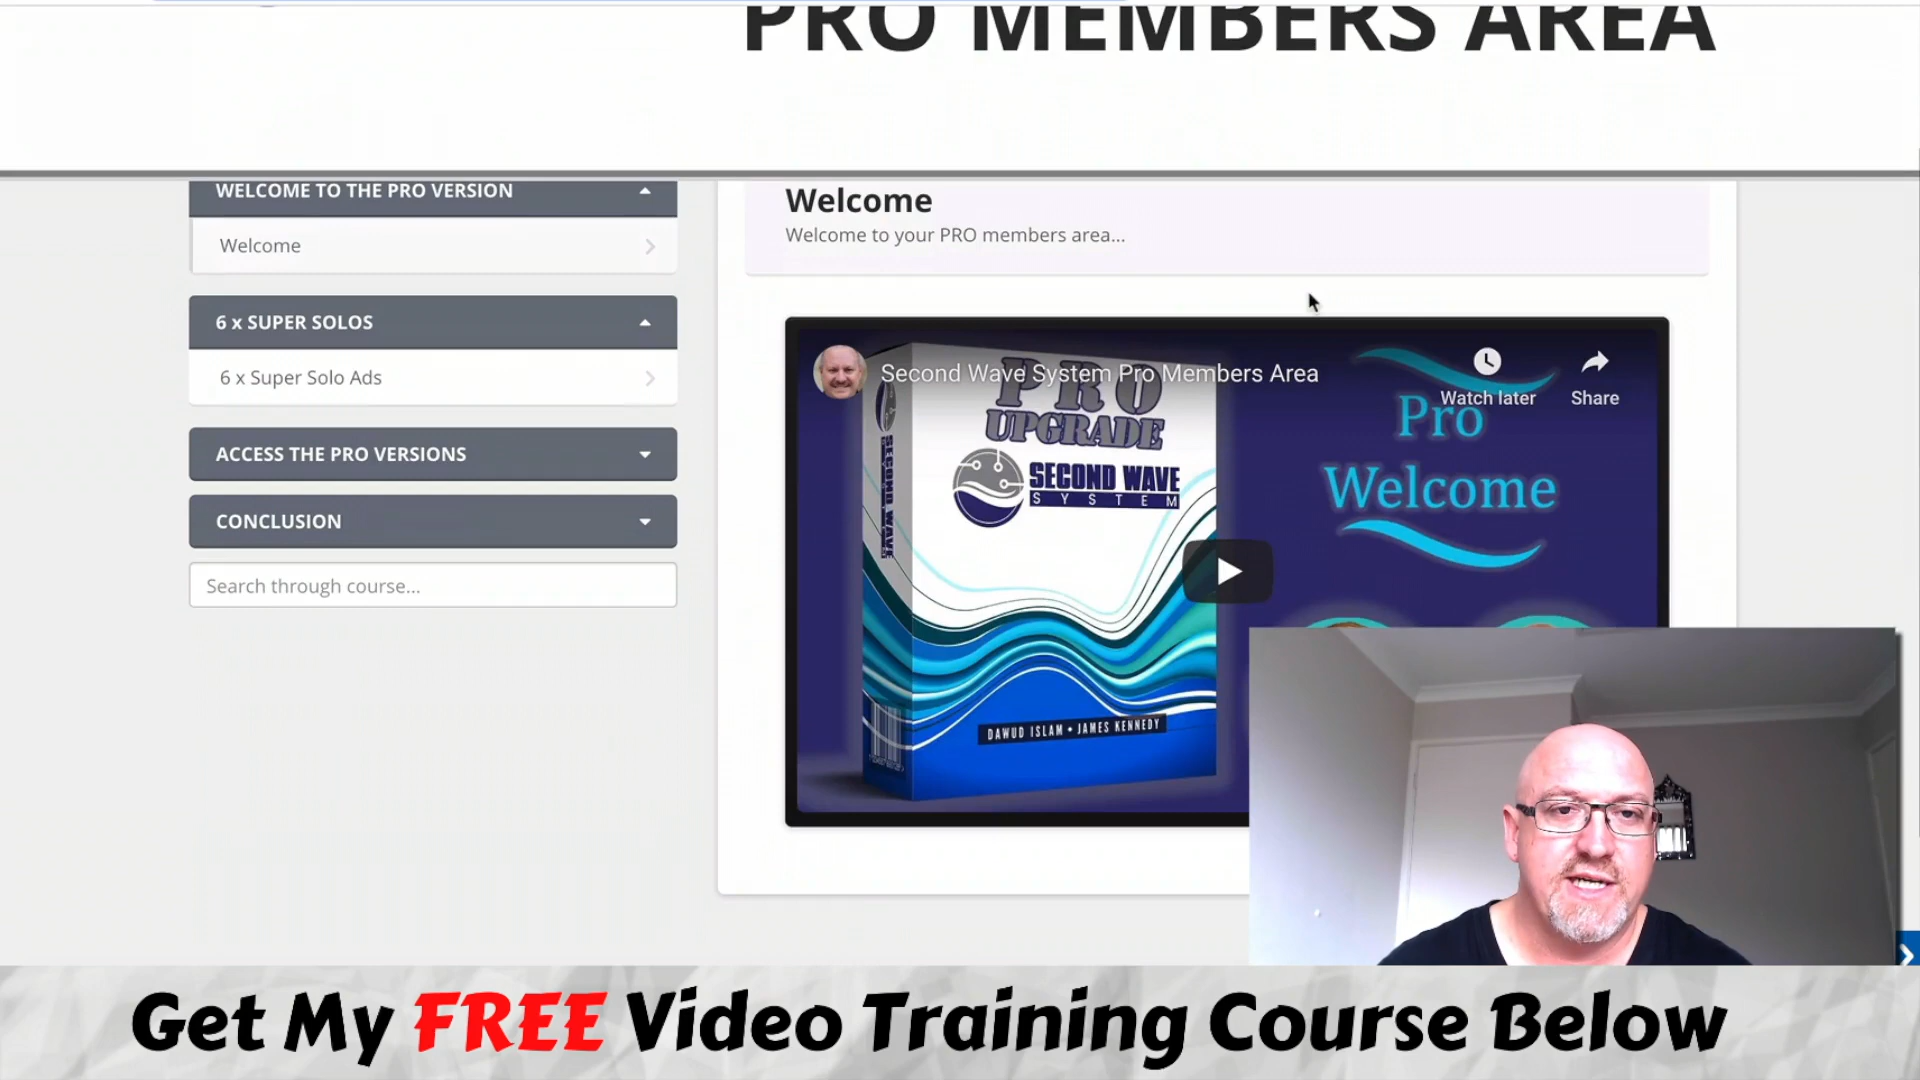 PRO MEMBERS AREA
WELCOME TO THE PRO VERSION
Welcome
6 x SUPER SOLOS
6 x Super Solo Ads
ACCESS THE PRO VERSIONS
CONCLUSION
Search through course...
Welcome
Welcome to your PRO members area...
Second Wave System Pro Members Area
Watch later
Share
PRO
UPGRADE
SECOND WAVE
SYSTEM
SECOND WAVE
DAWUD ISLAM • JAMES KENNEDY
Pro
Welcome
Get My FREE Video Training Course Below